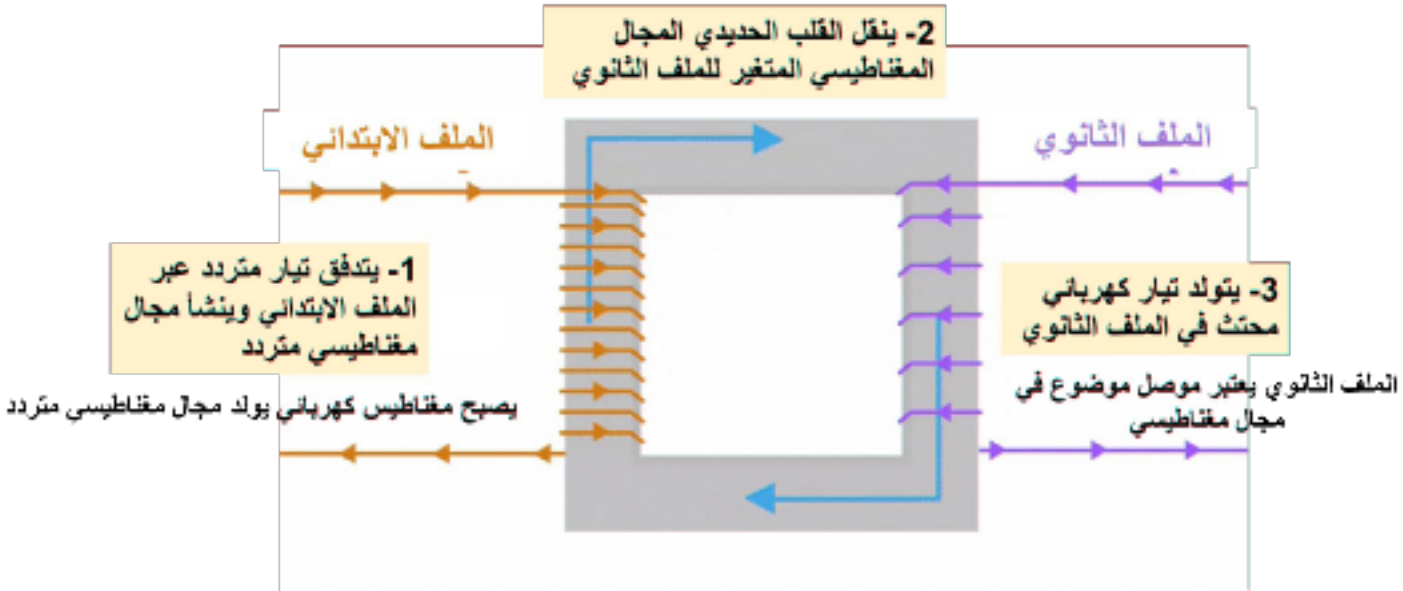 2- ينقل القلب الحديدي المجال
المغناطيسي المتغير للملف الثانوي
الملف الابتدائي
الملف الثانوي
1- يتدفق تيار متردد عبر
الملف الابتدائي وينشأ مجال
مغناطيسي متردد
يصبح مغناطيس كهربائي يولد مجال مغناطيسي متردد
3- يتولد تيار كهربائي
محتث في الملف الثانوي
الملف الثانوي يعتبر موصل موضوع في
مجال مغناطيسي